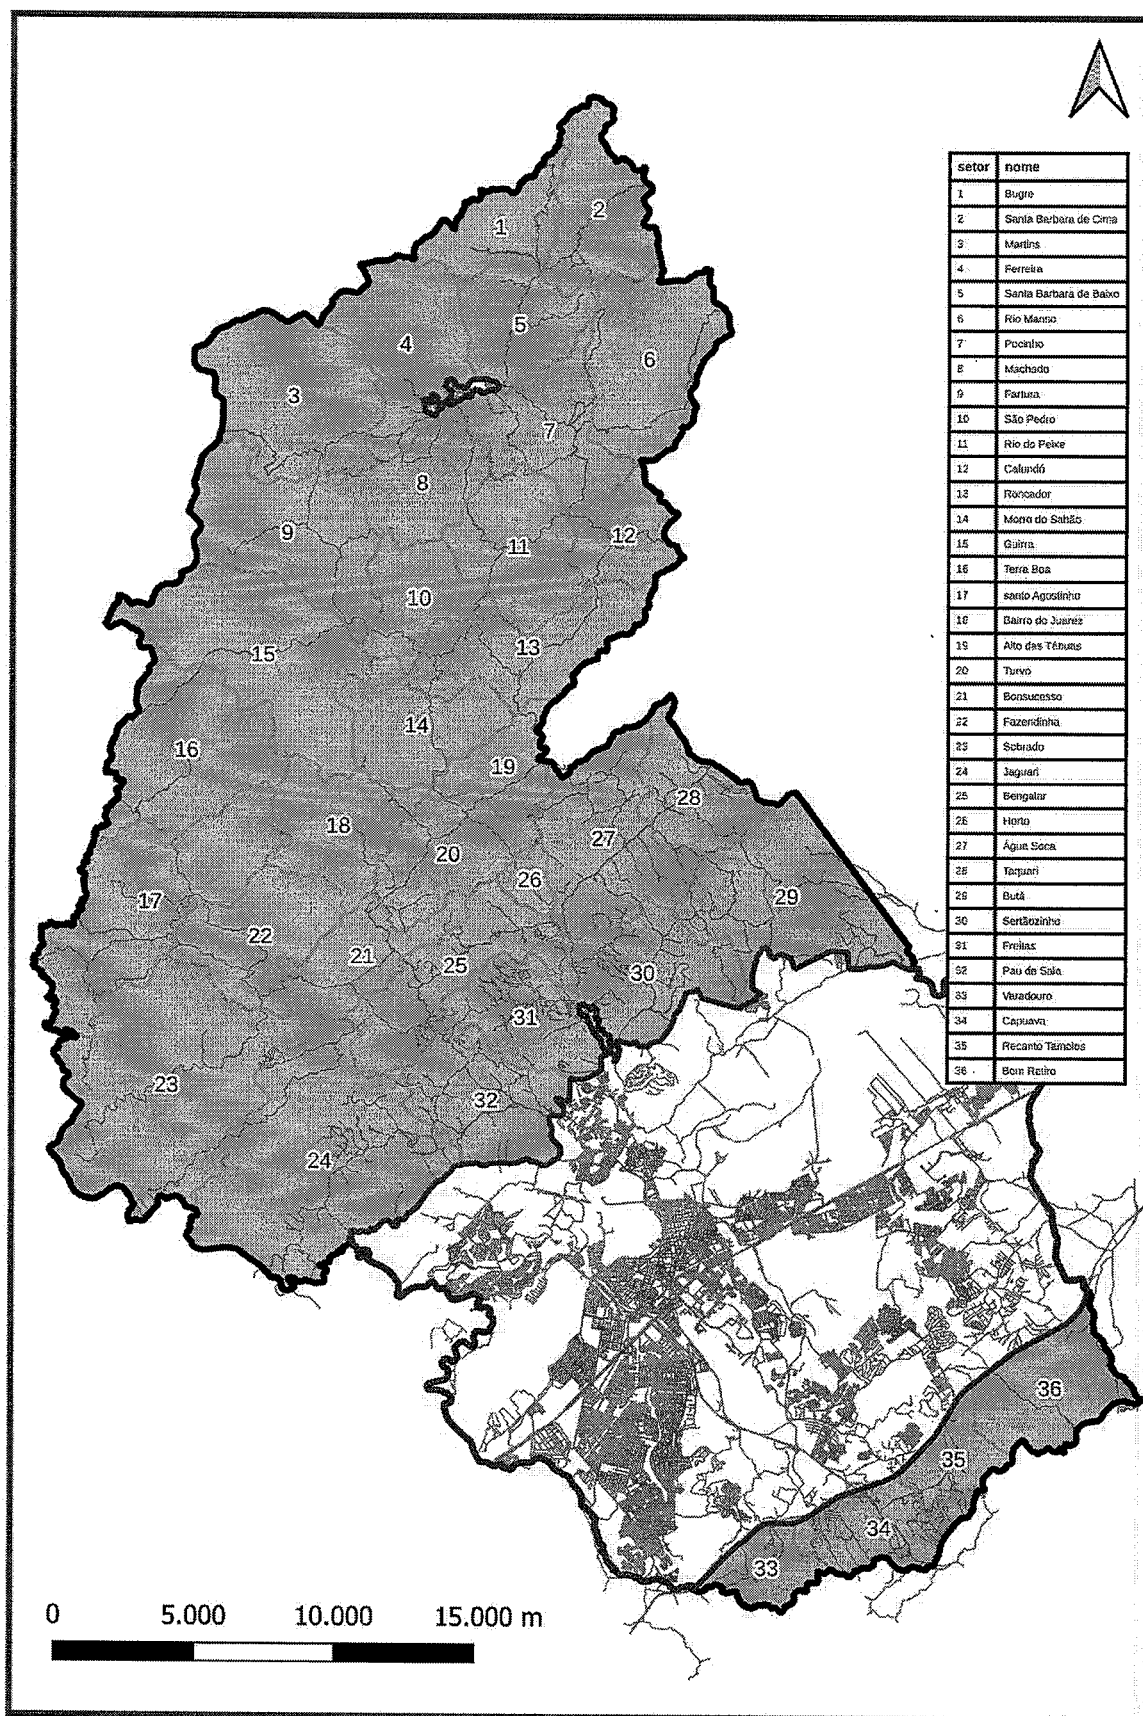 setor nome
1 Bugre
2 Santa Barbara de Cima
3 Martins
4 Ferreira
5 Santa Barbara de Baixo
6 Rio Manso
7 Pocinho
8 Machado
9 Fartura
10 São Pedro
11 Rio do Peixe
12 Calundó
13 Roncador
14 Morro do Sabão
15 Guirra
16 Terra Boa
17 santo Agostinho
18 Bairro do Juarez
19 Alto das Tábuas
20 Turvo
21 Bonsucesso
22 Fazendinha
23 Sobrado
24 Jaguari
25 Bengalar
26 Horto
27 Água Soca
28 Taquari
29 Butá
30 Sertãozinho
31 Freitas
32 Pau de Saia
33 Varadouro
34 Capuava
35 Recanto Tamoios
36 Bom Retiro
1
2
5
4
6
3
7
8
9
11
12
10
15
13
14
16
19
28
18
27
20
26
29
17
22
21
25
30
31
23
32
24
36
35
34
33
0 5.000 10.000 15.000 m